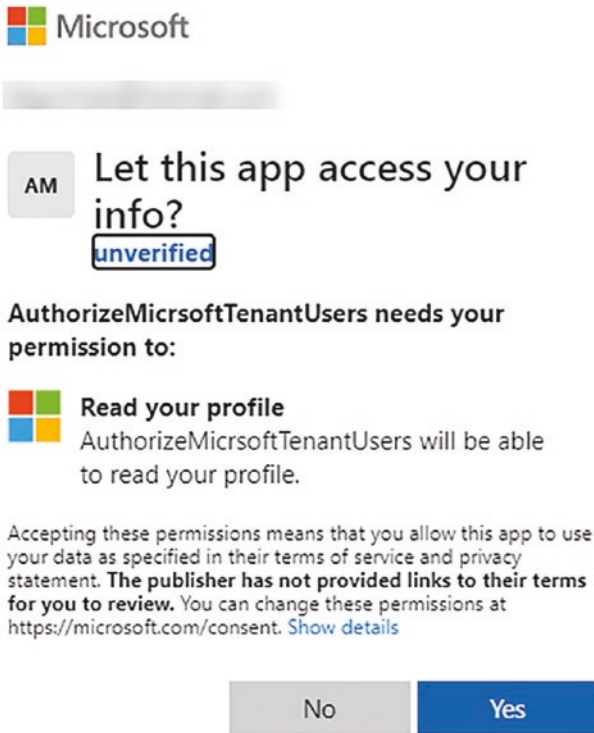 Microsoft
AM
Let this app access your
info?
unverified
AuthorizeMicrsoftTenantUsers needs your
permission to:
Read your profile
AuthorizeMicrsoftTenantUsers will be able
to read your profile.
Accepting these permissions means that you allow this app to use
your data as specified in their terms of service and privacy
statement. The publisher has not provided links to their terms
for you to review. You can change these permissions at
https://microsoft.com/consent. Show details
No
Yes